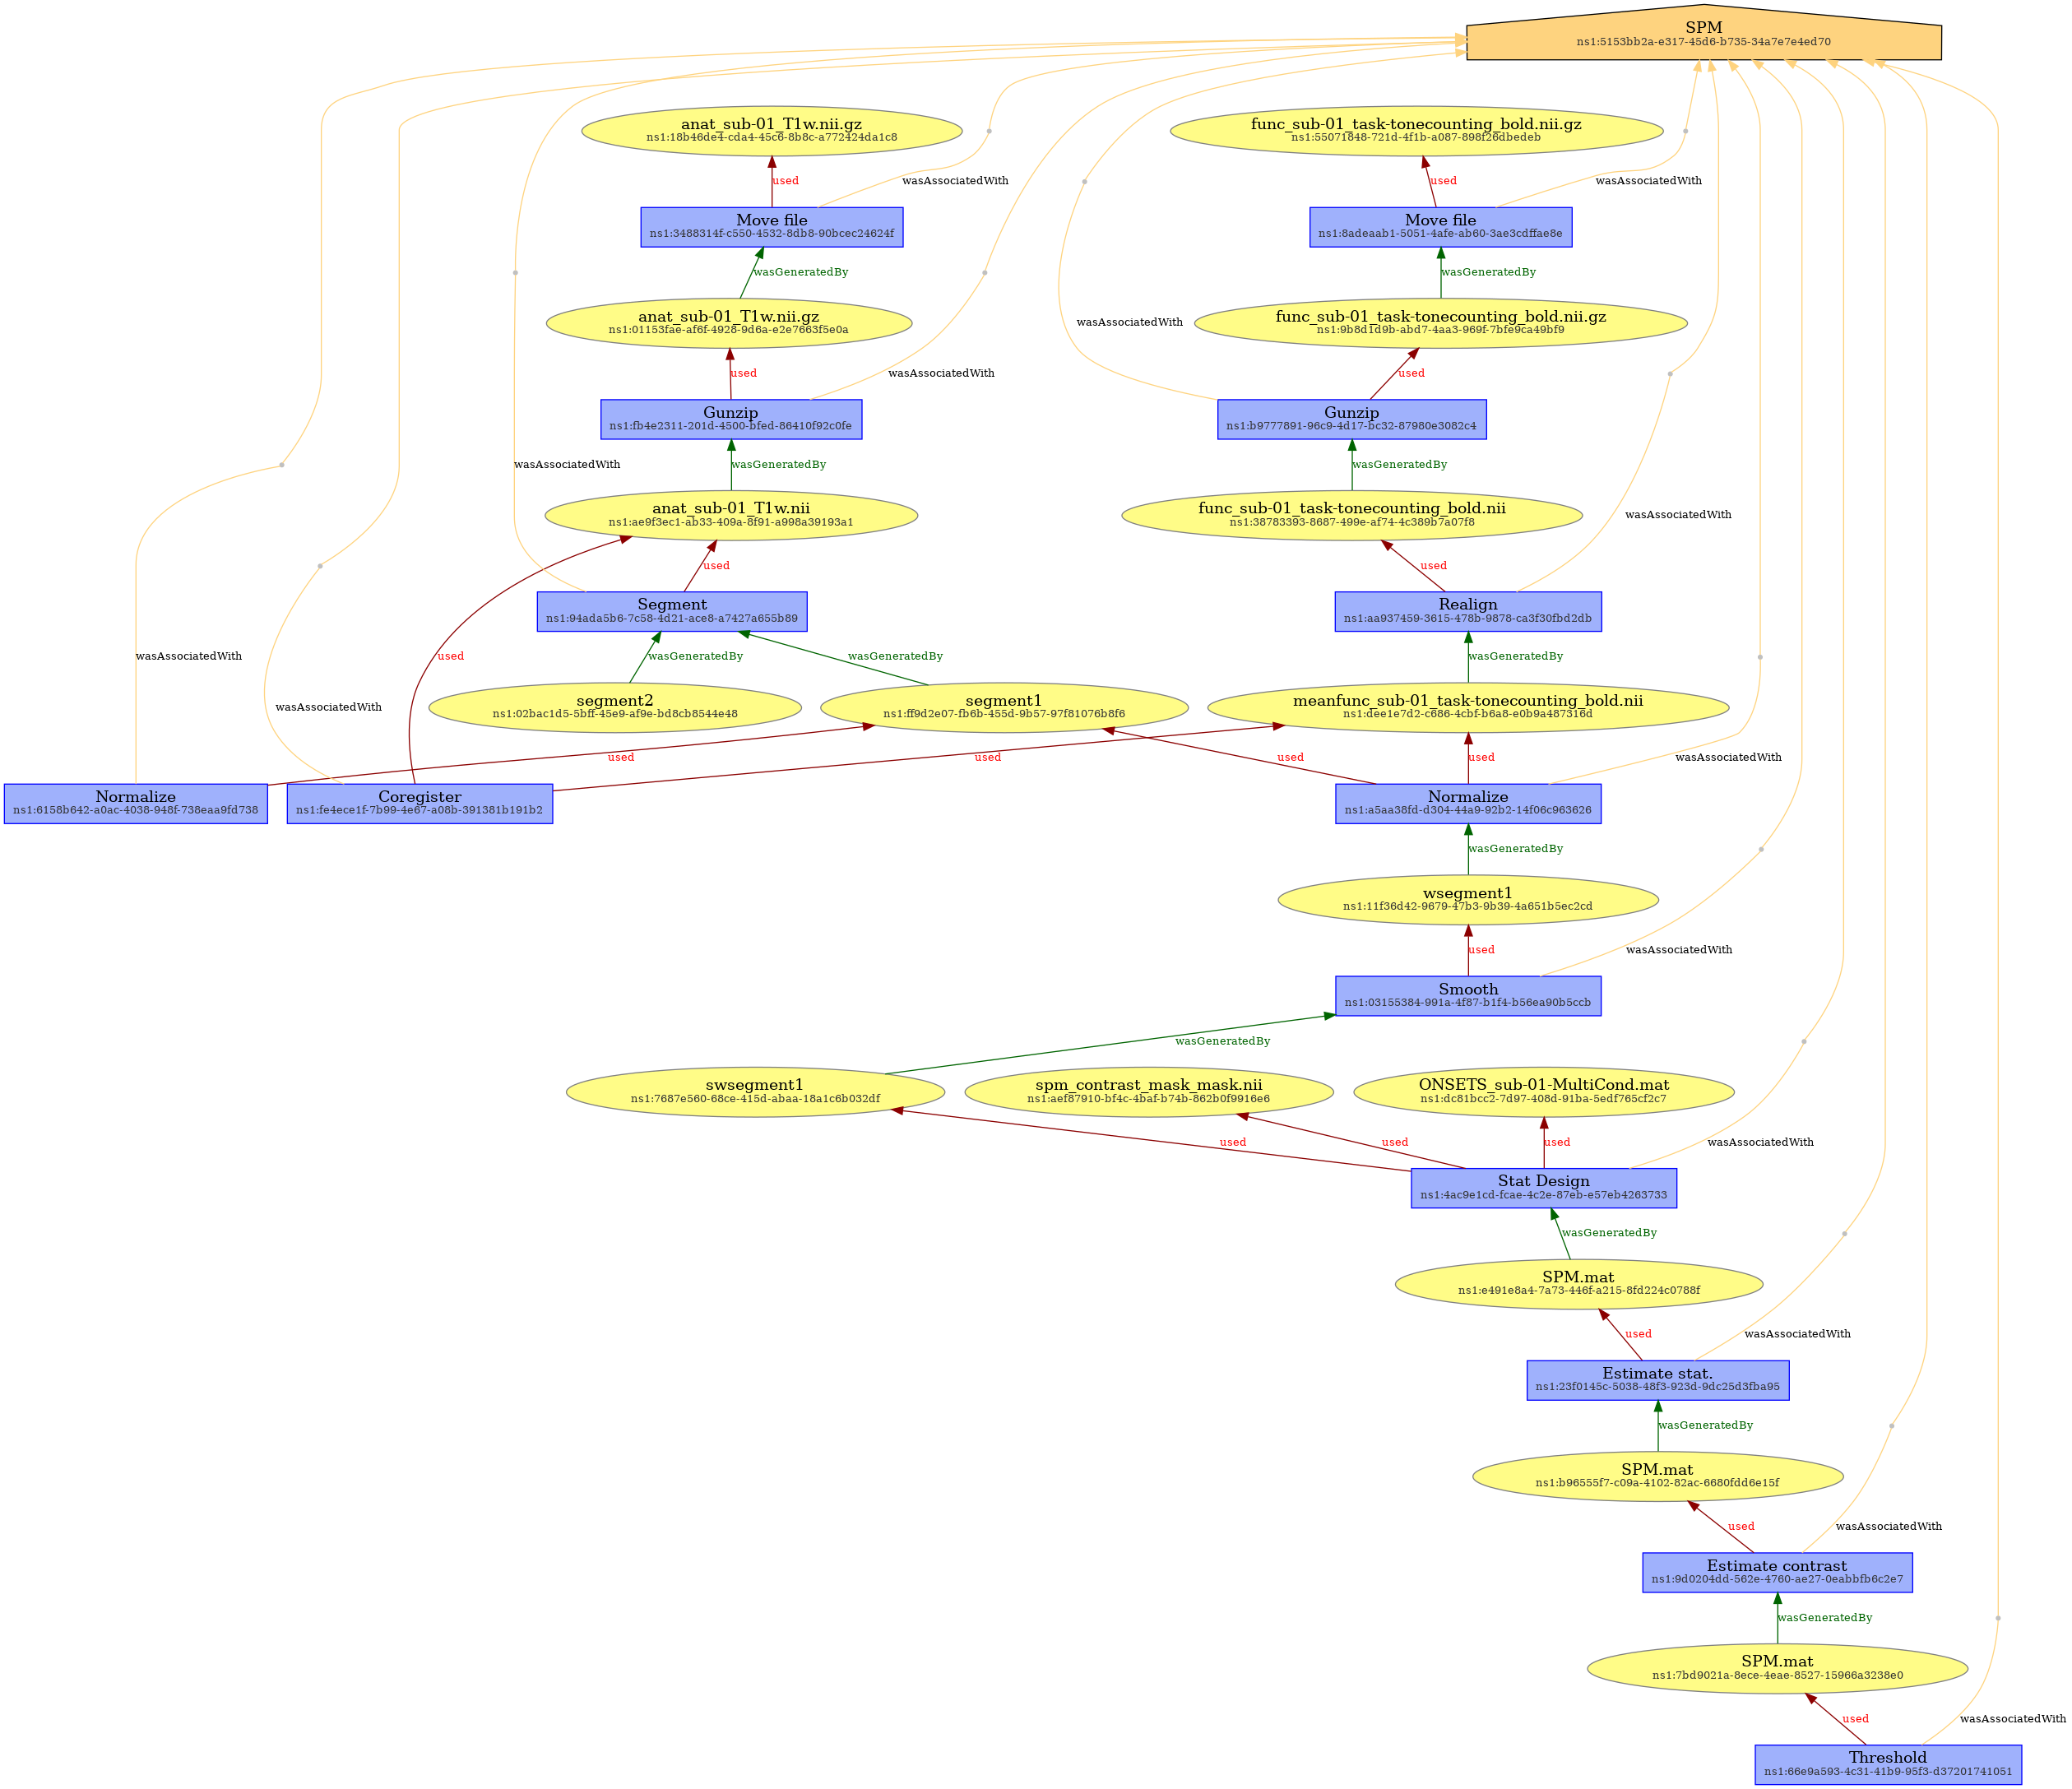 SPM
ns1:5153bb2a-e317-45d6-b735-34a7e7e4ed70
anat_sub-01_T1w.nii.gz
ns1:18b46de4-cda4-45c6-8b8c-a772424da1c8
func_sub-01_task-tonecounting_bold.nii.gz
ns1:55071848-721d-4f1b-a087-898f26dbedeb
used
wasAssociatedWith
used
wasAssociatedWith
Move file
ns1:3488314f-c550-4532-8db8-90bcec24624f
Move file
ns1:8adeaab1-5051-4afe-ab60-3ae3cdffae8e
wasGeneratedBy
wasGeneratedBy
anat_sub-01_T1w.nii.gz
ns1:01153fae-af6f-4928-9d6a-e2e7663f5e0a
wasAssociatedWith
func_sub-01_task-tonecounting_bold.nii.gz
ns1:9b8d1d9b-abd7-4aa3-969f-7bfe9ca49bf9
used
wasAssociatedWith
used
Gunzip
ns1:fb4e2311-201d-4500-bfed-86410f92c0fe
Gunzip
ns1:b9777891-96c9-4d17-bc32-87980e3082c4
wasAssociatedWith
wasGeneratedBy
wasGeneratedBy
anat_sub-01_T1w.nii
ns1:ae9f3ec1-ab33-409a-8f91-a998a39193a1
func_sub-01_task-tonecounting_bold.nii
ns1:38783393-8687-499e-af74-4c389b7a07f8
wasAssociatedWith
used
used
Segment
ns1:94ada5b6-7c58-4d21-ace8-a7427a655b89
Realign
ns1:aa937459-3615-478b-9878-ca3f30fbd2db
wasAssociatedWith
used
wasGeneratedBy
wasGeneratedBy
wasGeneratedBy
wasAssociatedWith
segment2
ns1:02bac1d5-5bff-45e9-af9e-bd8cb8544e48
segment1
ns1:ff9d2e07-fb6b-455d-9b57-97f81076b8f6
meanfunc_sub-01_task-tonecounting_bold.nii
ns1:dee1e7d2-c686-4cbf-b6a8-e0b9a487316d
used
used
used
used
wasAssociatedWith
Normalize
ns1:6158b642-a0ac-4038-948f-738eaa9fd738
Coregister
ns1:fe4ece1f-7b99-4e67-a08b-391381b191b2
Normalize
ns1:a5aa38fd-d304-44a9-92b2-14f06c963626
wasGeneratedBy
wsegment1
ns1:11f36d42-9679-47b3-9b39-4a651b5ec2cd
used
wasAssociatedWith
Smooth
ns1:03155384-991a-4f87-b1f4-b56ea90b5ccb
wasGeneratedBy
swsegment1
ns1:7687e560-68ce-415d-abaa-18a1c6b032df
spm_contrast_mask_mask.nii
ns1:aef87910-bf4c-4baf-b74b-862b0f9916e6
ONSETS_sub-01-MultiCond.mat
ns1:dc81bcc2-7d97-408d-91ba-5edf765cf2c7
used
used
used
wasAssociatedWith
Stat Design
ns1:4ac9e1cd-fcae-4c2e-87eb-e57eb4263733
wasGeneratedBy
SPM.mat
ns1:e491e8a4-7a73-446f-a215-8fd224c0788f
used
wasAssociatedWith
Estimate stat.
ns1:23f0145c-5038-48f3-923d-9dc25d3fba95
wasGeneratedBy
SPM.mat
ns1:b96555f7-c09a-4102-82ac-6680fdd6e15f
used
wasAssociatedWith
Estimate contrast
ns1:9d0204dd-562e-4760-ae27-0eabbfb6c2e7
wasGeneratedBy
SPM.mat
ns1:7bd9021a-8ece-4eae-8527-15966a3238e0
used
wasAssociatedWith
Threshold
ns1:66e9a593-4c31-41b9-95f3-d37201741051